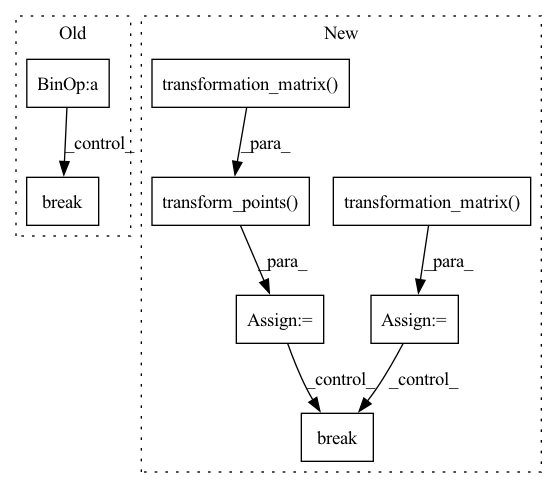 Old
New
BinOp:a
transformation_matrix()
_control_
_para_
break
transform_points()
transformation_matrix()
_para_
_para_
Assign:=
Assign:=
_control_
_control_
break